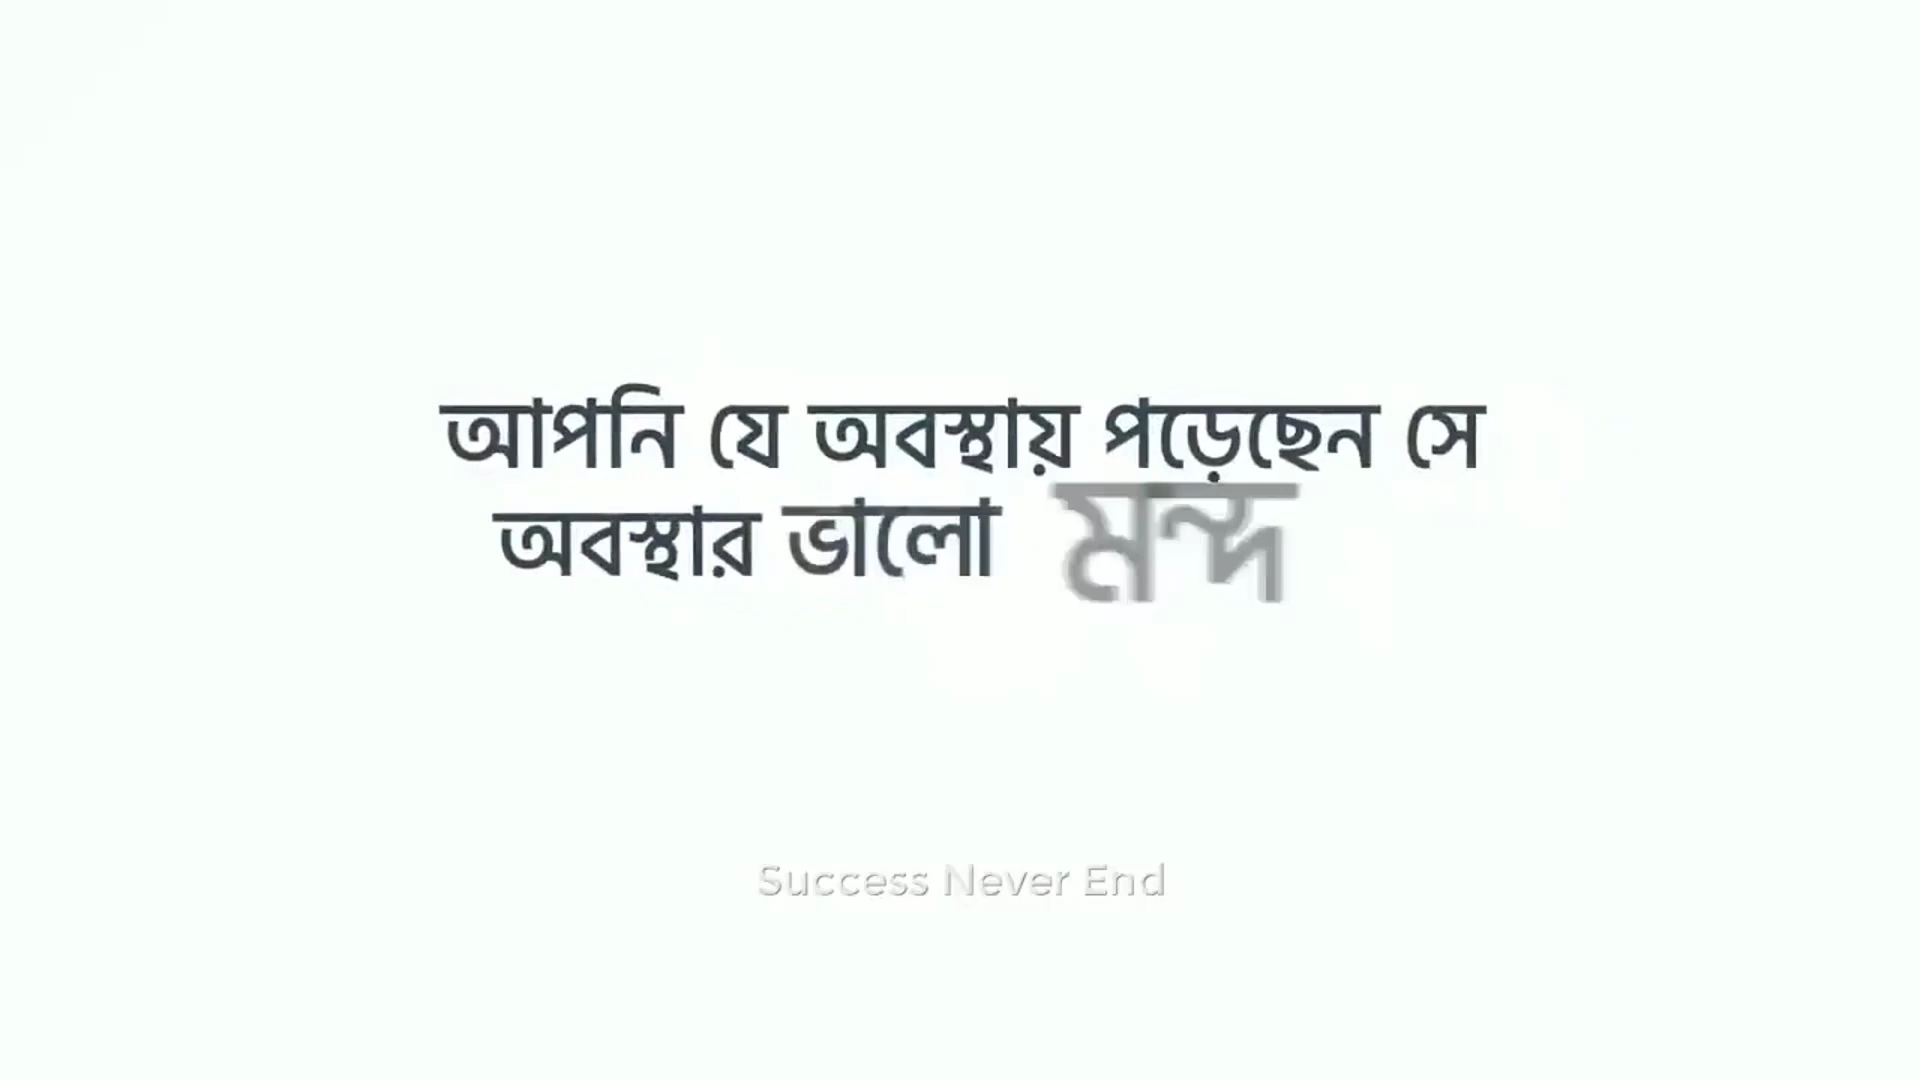 আপনি যে অবস্থায় পড়েছেন সে
অবস্থার ভালো মন্দ
Success Never End